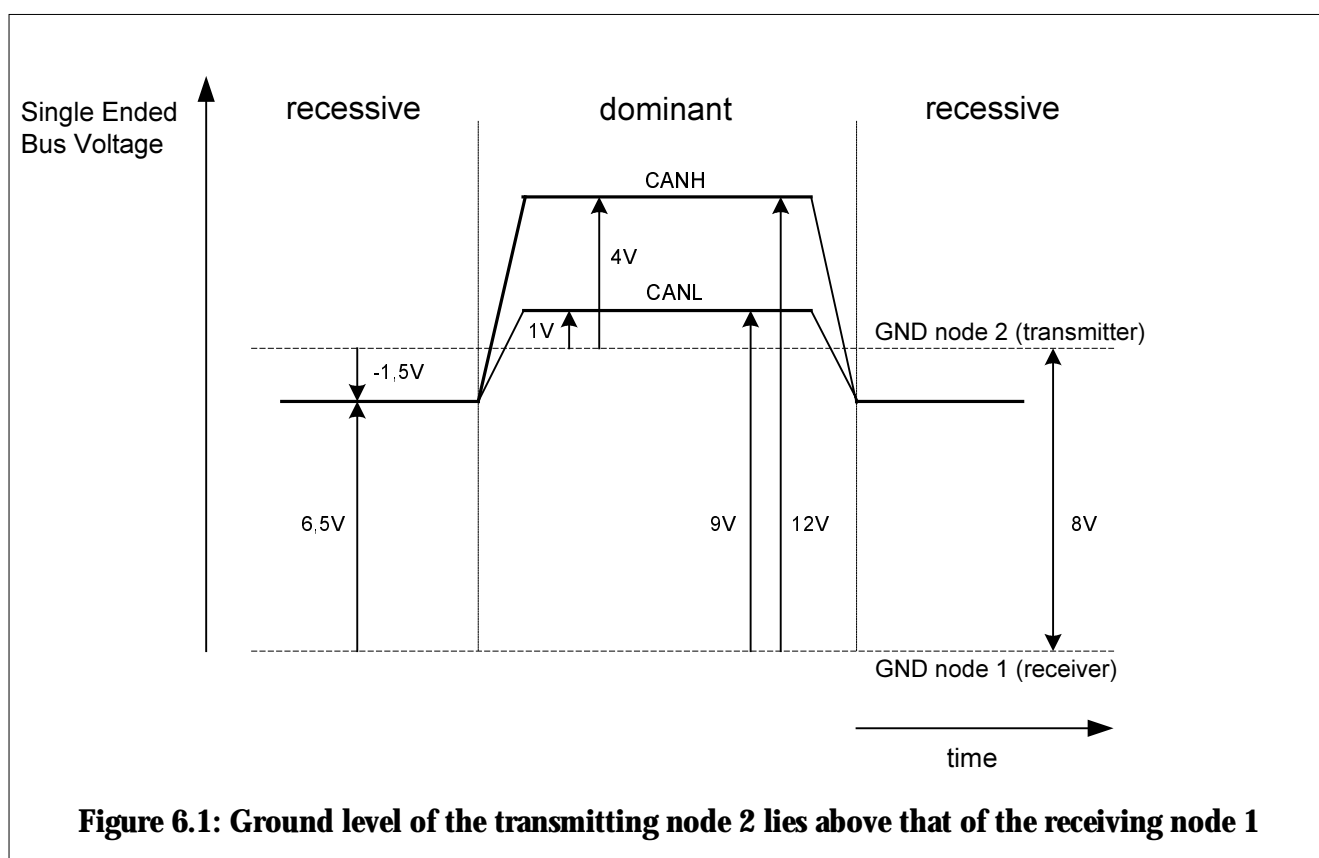 Single Ended
Bus Voltage
recessive
dominant
recessive
CANH
4V
CANL
1V
GND node 2 (transmitter)
-1,5V
6,5V
9V
12V
8V
GND node 1 (receiver)
time
Figure 6.1: Ground level of the transmitting node 2 lies above that of the receiving node 1